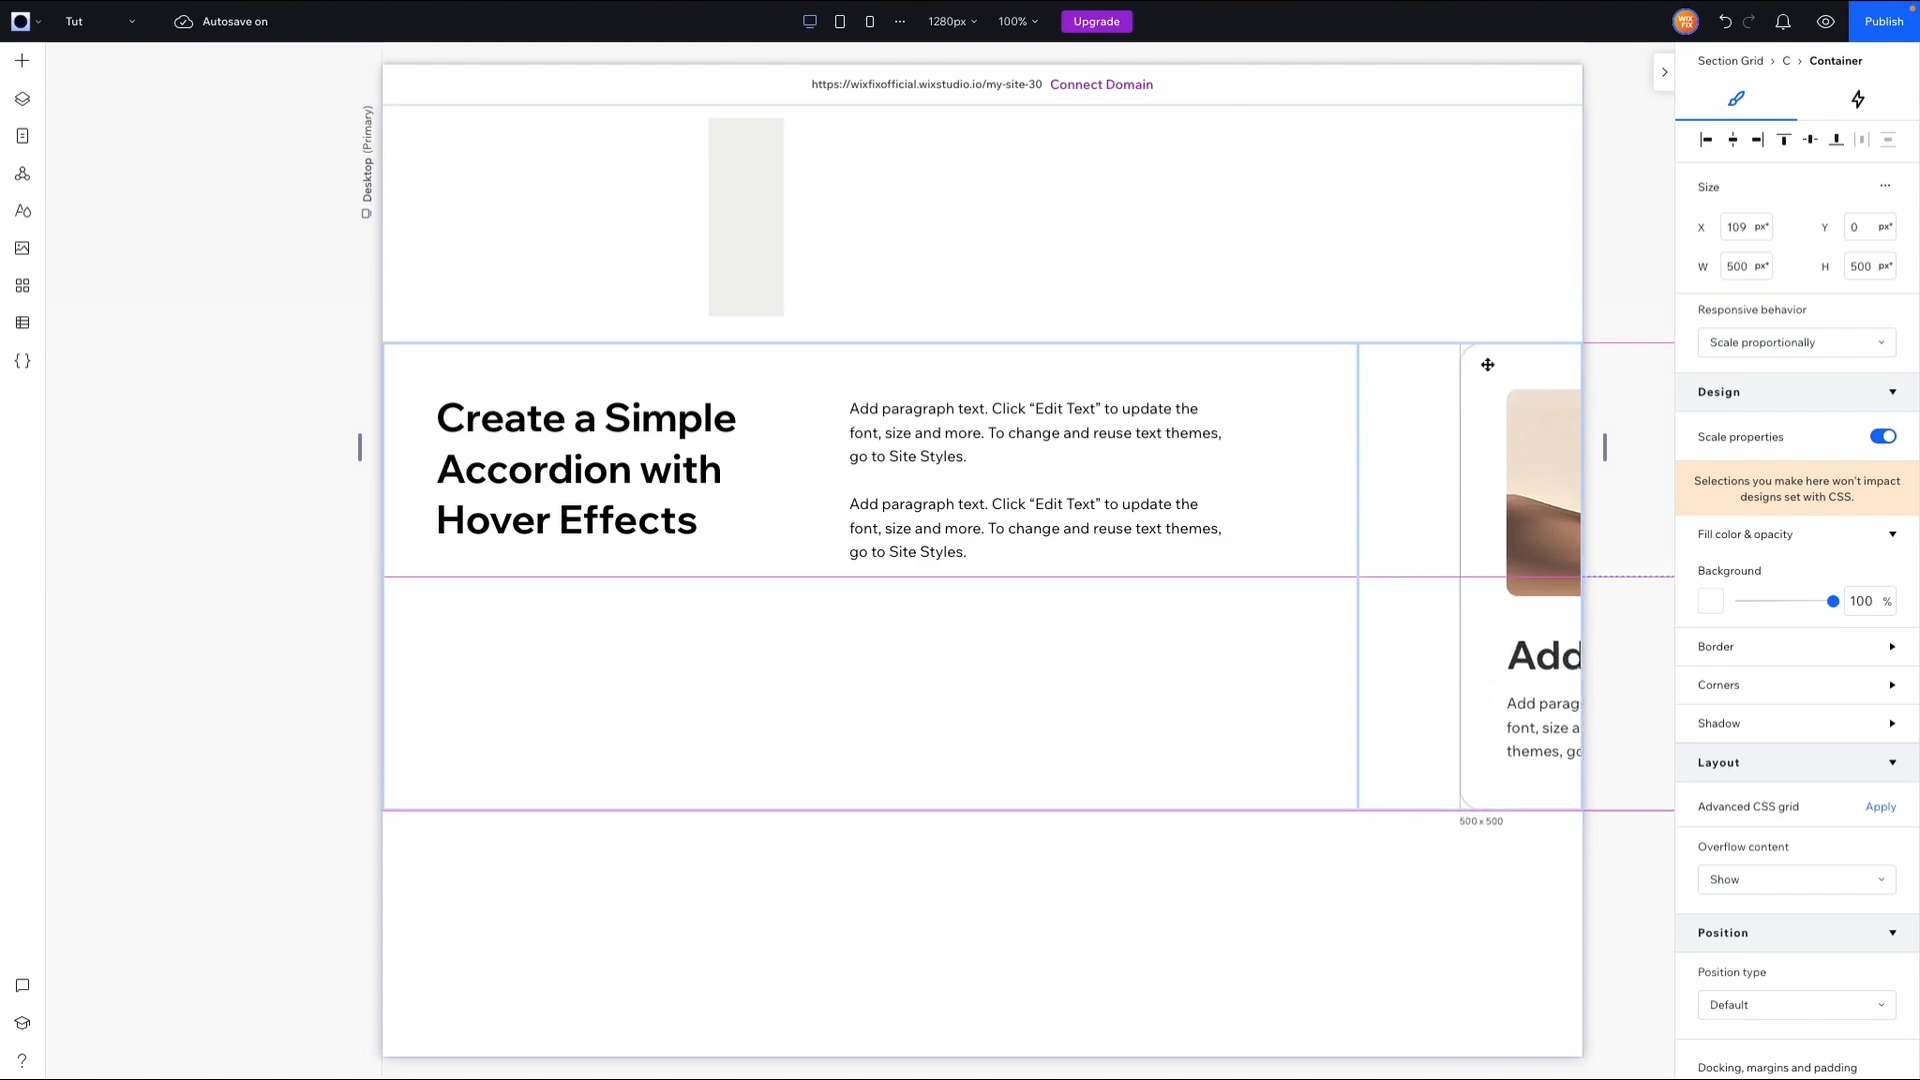 Tut
Autosave on
1280px
100%
Upgrade
WIX
FIX
Publish
https://wixfixofficial.wixstudio.io/my-site-30 Connect Domain
Desktop (Primary)
Create a Simple
Accordion with
Hover Effects
Add paragraph text. Click “Edit Text” to update the
font, size and more. To change and reuse text themes,
go to Site Styles.
Add paragraph text. Click “Edit Text” to update the
font, size and more. To change and reuse text themes,
go to Site Styles.
Add
Add parag
font, size a
themes, go
500 x 500
Section Grid > C > Container
Size
X 109 px* Y 0 px*
W 500 px* H 500 px*
Responsive behavior
Scale proportionally
Design
Scale properties
Selections you make here won't impact
designs set with CSS.
Fill color & opacity
Background
100 %
Border
Corners
Shadow
Layout
Advanced CSS grid Apply
Overflow content
Show
Position
Position type
Default
Docking, margins and padding